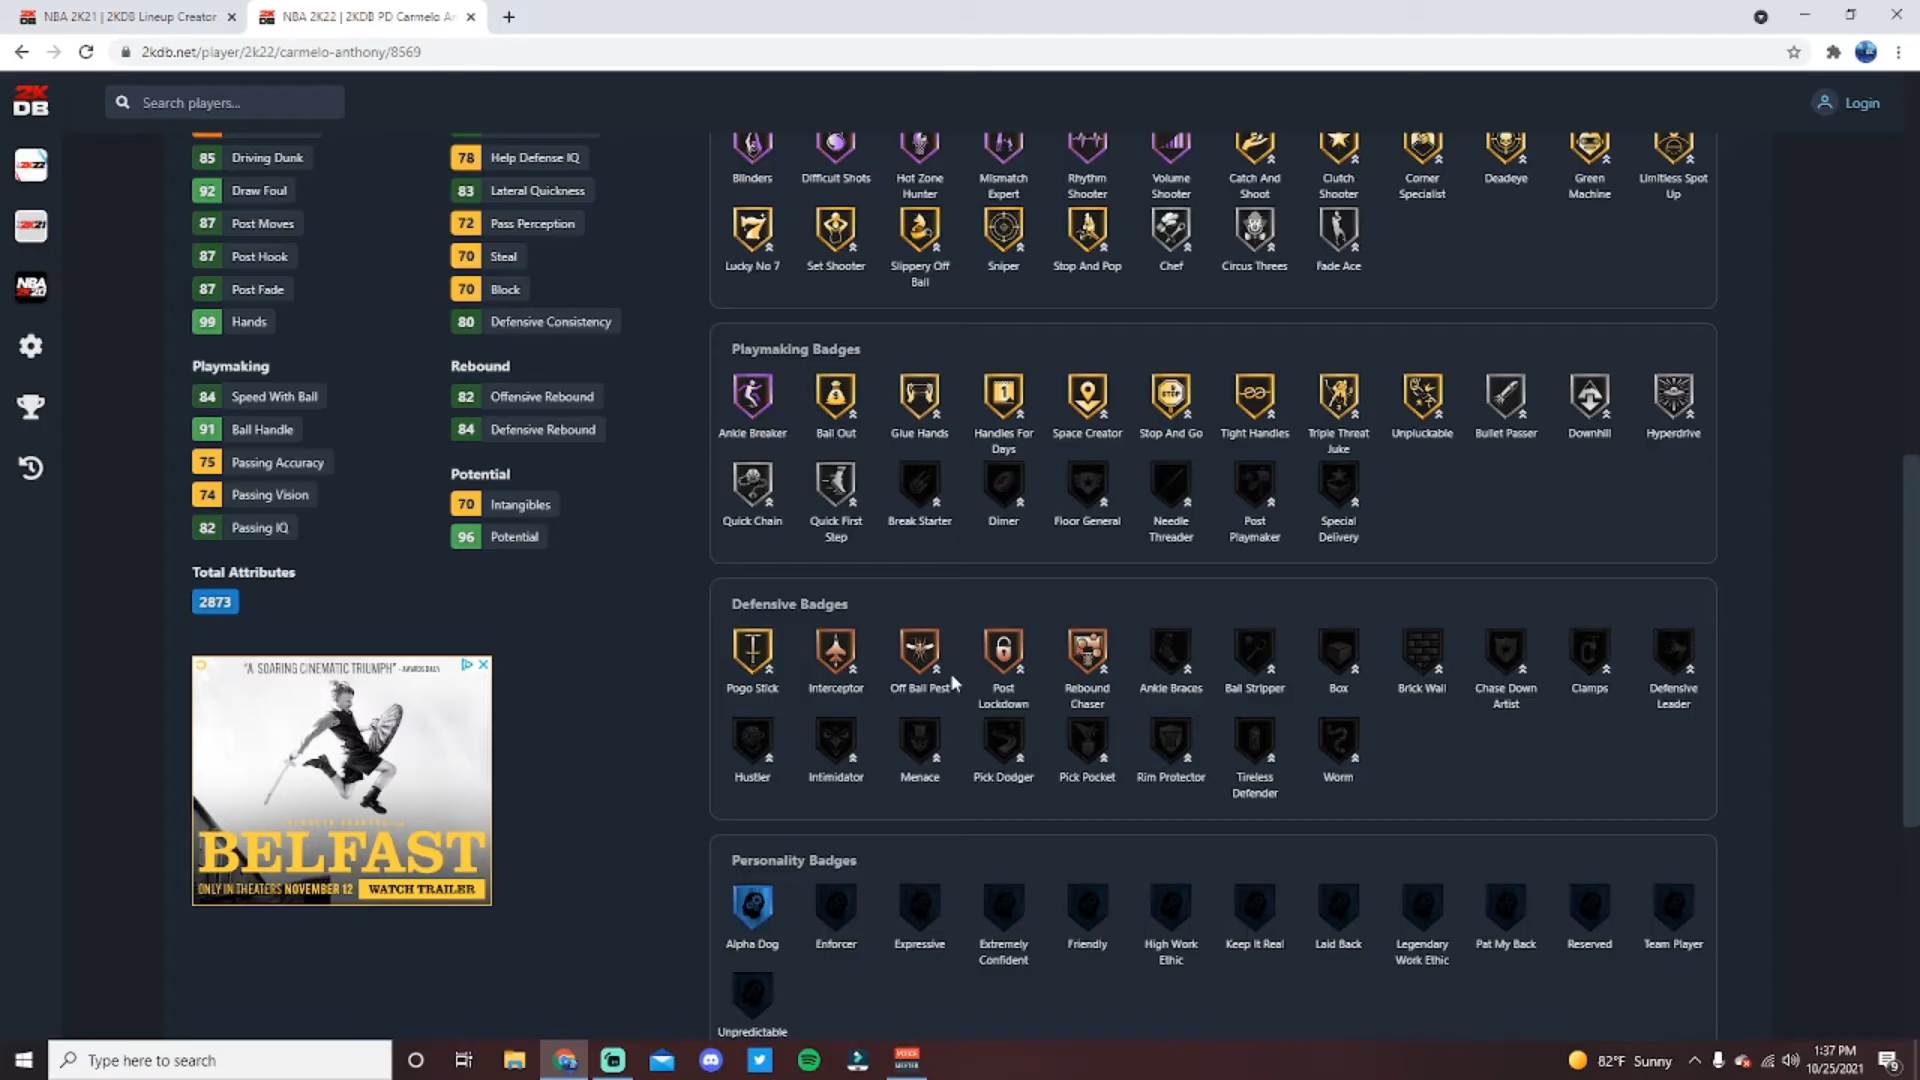 NBA 2K21 | 2KDB Lineup Creator
NBA 2K22 | 2KDB PD Carmelo An
2kdb.net/player/2k22/carmelo-anthony/8569
2K DB
Search players...
Login
2K22
2K21
NBA 2K20
85 Driving Dunk
92 Draw Foul
87 Post Moves
87 Post Hook
87 Post Fade
99 Hands
Playmaking
84 Speed With Ball
91 Ball Handle
75 Passing Accuracy
74 Passing Vision
82 Passing IQ
Total Attributes
2873
78 Help Defense IQ
83 Lateral Quickness
72 Pass Perception
70 Steal
70 Block
80 Defensive Consistency
Rebound
82 Offensive Rebound
84 Defensive Rebound
Potential
70 Intangibles
96 Potential
"A SOARING CINEMATIC TRIUMPH" - AWARDS DAILY
BELFAST
ONLY IN THEATERS NOVEMBER 12 WATCH TRAILER
Blinders Difficult Shots Hot Zone Hunter Mismatch Expert Rhythm Shooter Volume Shooter Catch And Shoot Clutch Shooter Corner Specialist Deadeye Green Machine Limitless Spot Up
Lucky No 7 Set Shooter Slippery Off Ball Sniper Stop And Pop Chef Circus Threes Fade Ace
Playmaking Badges
Ankle Breaker Bail Out Glue Hands Handles For Days Space Creator Stop And Go Tight Handles Triple Threat Juke Unpluckable Bullet Passer Downhill Hyperdrive
Quick Chain Quick First Step Break Starter Dimer Floor General Needle Threader Post Playmaker Special Delivery
Defensive Badges
Pogo Stick Interceptor Off Ball Pest Post Lockdown Rebound Chaser Ankle Braces Ball Stripper Box Brick Wall Chase Down Artist Clamps Defensive Leader
Hustler Intimidator Menace Pick Dodger Pick Pocket Rim Protector Tireless Defender Worm
Personality Badges
Alpha Dog Enforcer Expressive Extremely Confident Friendly High Work Ethic Keep It Real Laid Back Legendary Work Ethic Pat My Back Reserved Team Player
Unpredictable
Type here to search
82°F Sunny
1:37 PM
10/25/2021
9